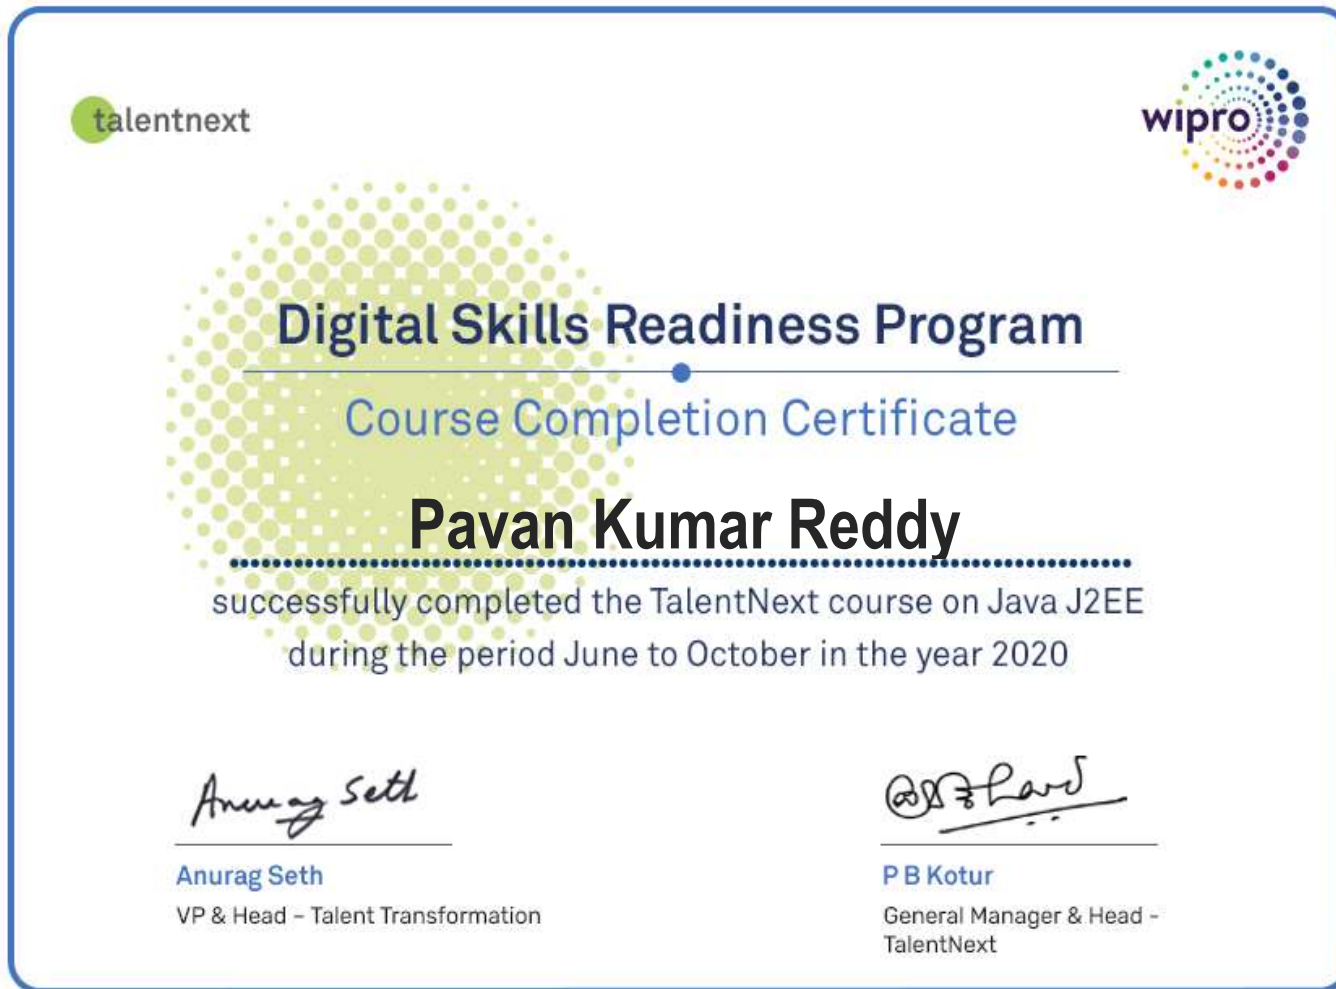 talentnext
wipro
Digital Skills Readiness Program
Course Completion Certificate
Pavan Kumar Reddy
successfully completed the TalentNext course on Java J2EE
during the period June to October in the year 2020
Anurag Seth
Anurag Seth
VP & Head – Talent Transformation
P B Kotur
General Manager & Head -
TalentNext